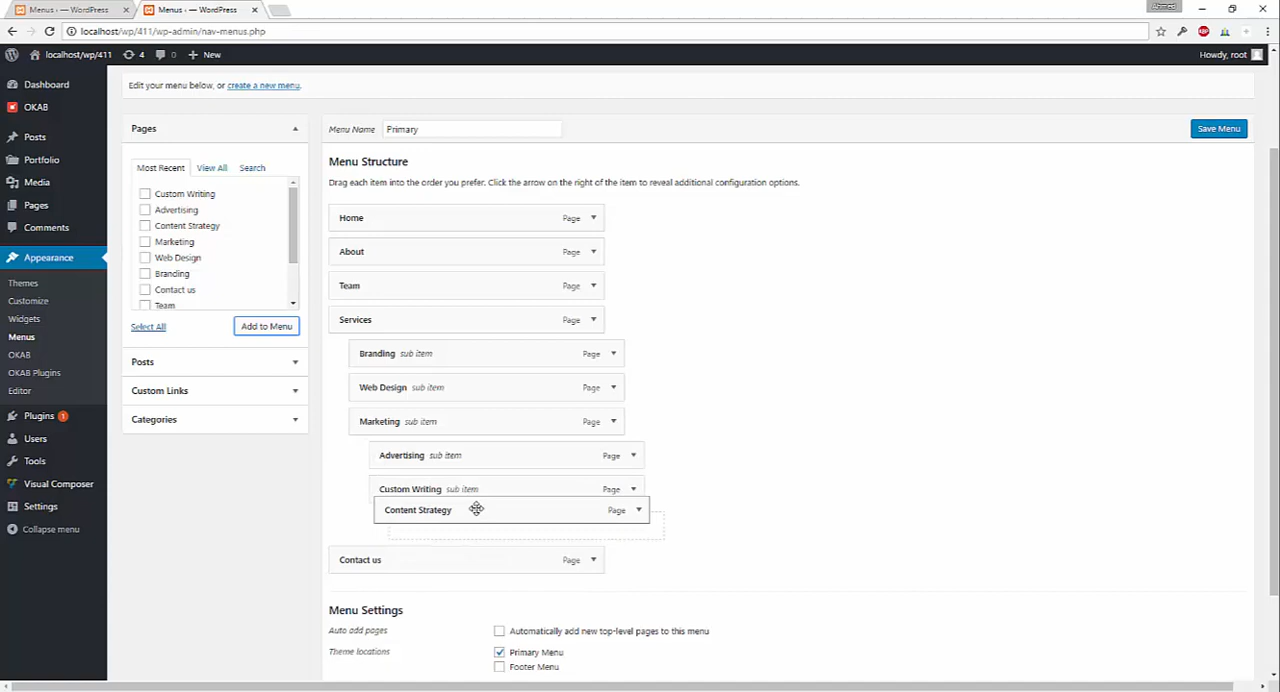 Menus ‹ — WordPress
Menus ‹ — WordPress
Ahmed
localhost/wp/411/wp-admin/nav-menus.php
localhost/wp/411 4 0 New
Howdy, root
Dashboard
OKAB
Posts
Portfolio
Media
Pages
Comments
Appearance
Themes
Customize
Widgets
Menus
OKAB
OKAB Plugins
Editor
Plugins 1
Users
Tools
Visual Composer
Settings
Collapse menu
Edit your menu below, or create a new menu.
Pages
Most Recent View All Search
Custom Writing
Advertising
Content Strategy
Marketing
Web Design
Branding
Contact us
Team
Select All
Add to Menu
Posts
Custom Links
Categories
Menu Name Primary
Save Menu
Menu Structure
Drag each item into the order you prefer. Click the arrow on the right of the item to reveal additional configuration options.
Home Page
About Page
Team Page
Services Page
Branding sub item Page
Web Design sub item Page
Marketing sub item Page
Advertising sub item Page
Custom Writing sub item Page
Content Strategy Page
Contact us Page
Menu Settings
Auto add pages Automatically add new top-level pages to this menu
Theme locations Primary Menu
Footer Menu